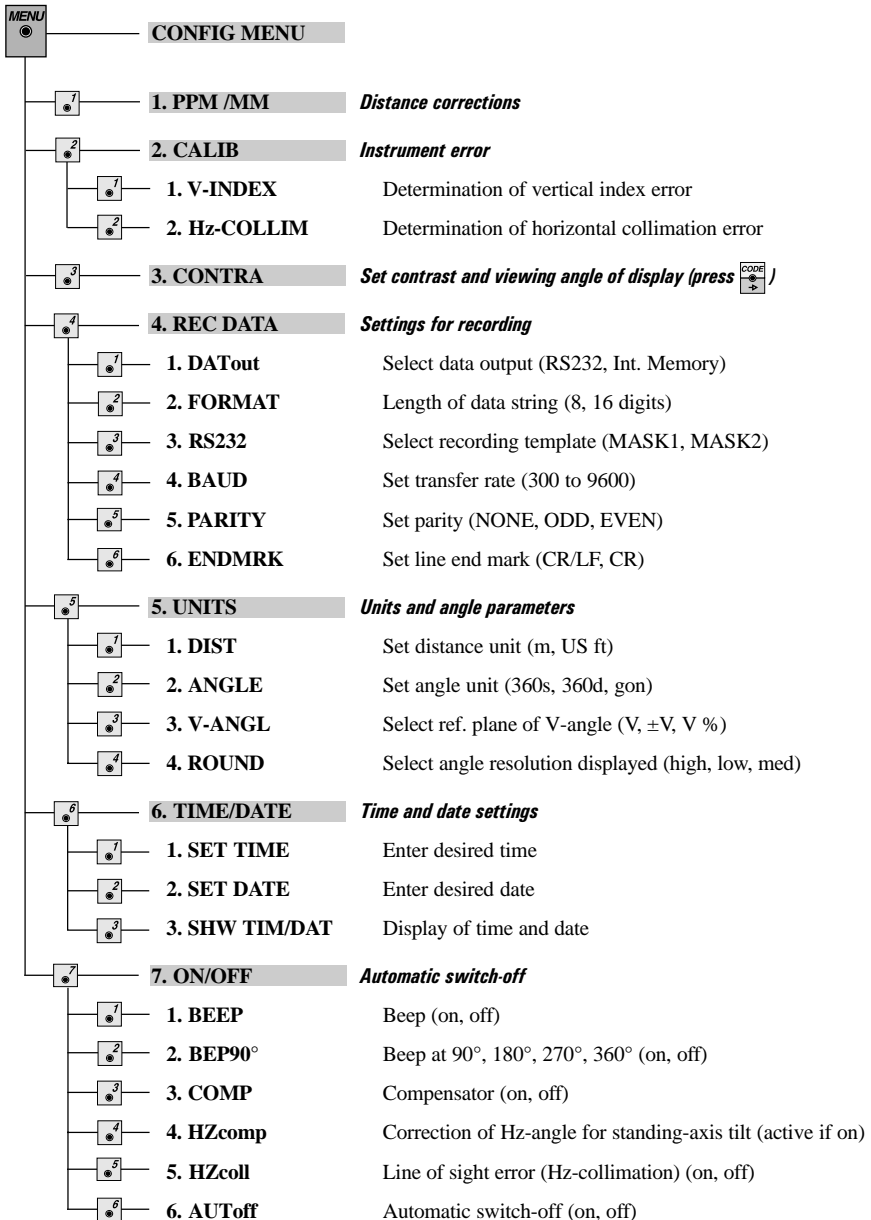 MENU
CONFIG MENU
1 1. PPM /MM Distance corrections
2 2. CALIB Instrument error
1 1. V-INDEX Determination of vertical index error
2 2. Hz-COLLIM Determination of horizontal collimation error
3 3. CONTRA Set contrast and viewing angle of display (press CODE )
4 4. REC DATA Settings for recording
1 1. DATout Select data output (RS232, Int. Memory)
2 2. FORMAT Length of data string (8, 16 digits)
3 3. RS232 Select recording template (MASK1, MASK2)
4 4. BAUD Set transfer rate (300 to 9600)
5 5. PARITY Set parity (NONE, ODD, EVEN)
6 6. ENDMRK Set line end mark (CR/LF, CR)
5 5. UNITS Units and angle parameters
1 1. DIST Set distance unit (m, US ft)
2 2. ANGLE Set angle unit (360s, 360d, gon)
3 3. V-ANGL Select ref. plane of V-angle (V, ±V, V %)
4 4. ROUND Select angle resolution displayed (high, low, med)
6 6. TIME/DATE Time and date settings
1 1. SET TIME Enter desired time
2 2. SET DATE Enter desired date
3 3. SHW TIM/DAT Display of time and date
7 7. ON/OFF Automatic switch-off
1 1. BEEP Beep (on, off)
2 2. BEP90° Beep at 90°, 180°, 270°, 360° (on, off)
3 3. COMP Compensator (on, off)
4 4. HZcomp Correction of Hz-angle for standing-axis tilt (active if on)
5 5. HZcoll Line of sight error (Hz-collimation) (on, off)
6 6. AUToff Automatic switch-off (on, off)